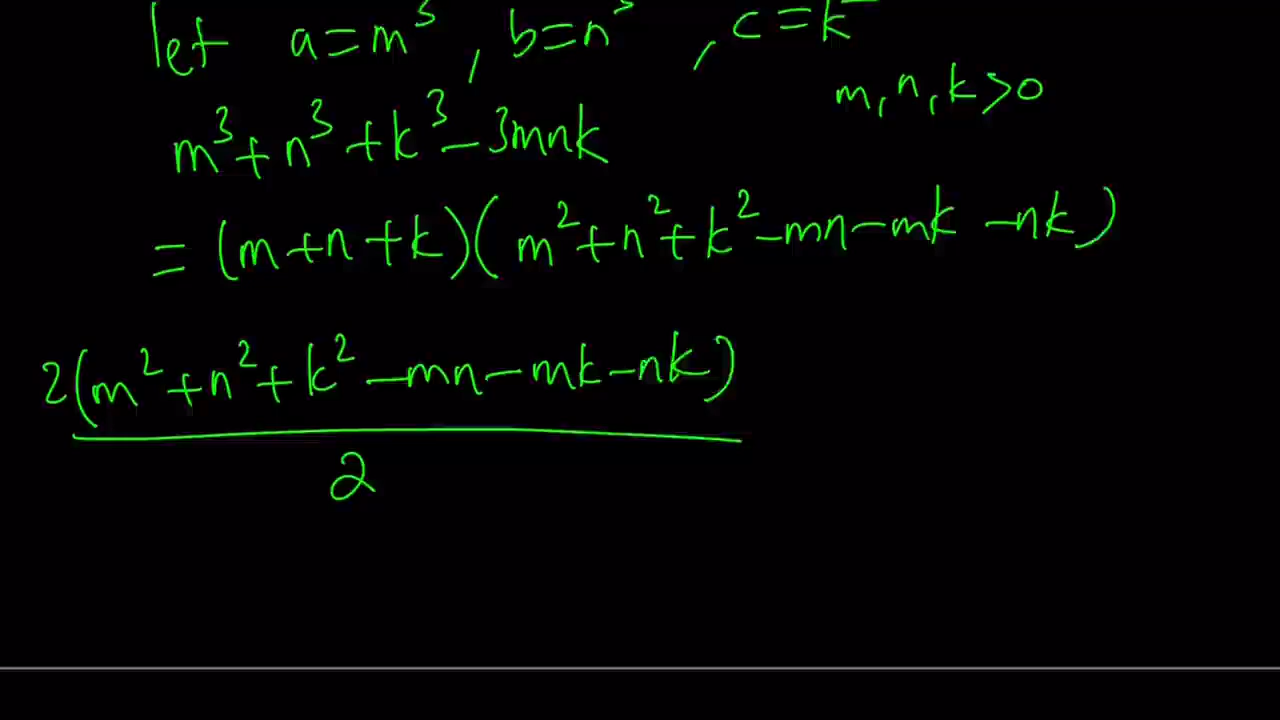 let a=m³, b=n³, c=k
m,n,k>0
m³+n³+k³-3mnk
=(m+n+k)(m²+n²+k²-mn-mk-nk)
2(m²+n²+k²-mn-mk-nk)
2